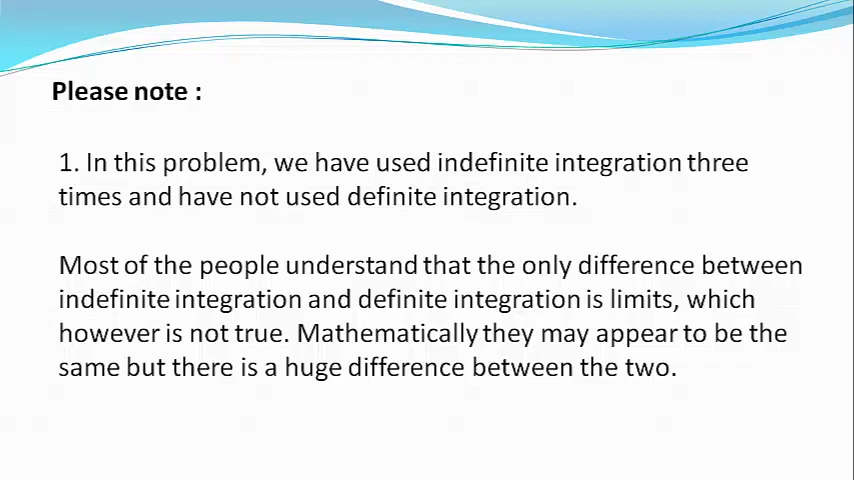 Please note :
1. In this problem, we have used indefinite integration three
times and have not used definite integration.
Most of the people understand that the only difference between
indefinite integration and definite integration is limits, which
however is not true. Mathematically they may appear to be the
same but there is a huge difference between the two.